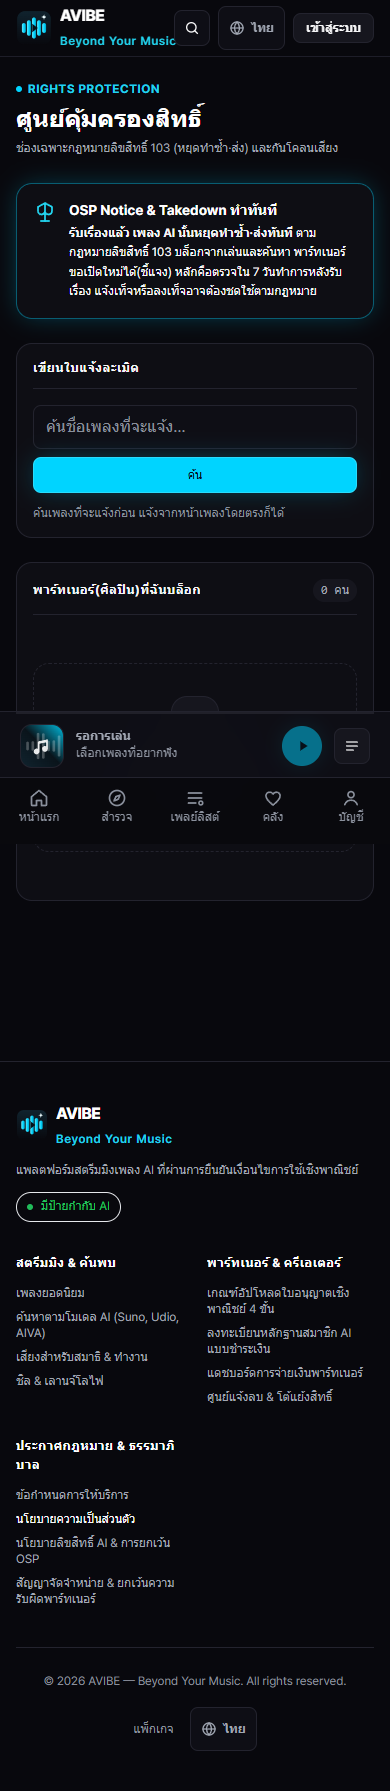 AVIBE
Beyond Your Music
ไทย
เข้าสู่ระบบ
RIGHTS PROTECTION
ศูนย์คุ้มครองสิทธิ์
ช่องเฉพาะกฎหมายลิขสิทธิ์ 103 (หยุดทำซ้ำ·ส่ง) และกันโคลนเสียง
OSP Notice & Takedown ทำทันที
รับเรื่องแล้ว เพลง AI นั้นหยุดทำซ้ำ·ส่งทันที ตาม
กฎหมายลิขสิทธิ์ 103 บล็อกจากเล่นและค้นหา พาร์ทเนอร์
ขอเปิดใหม่ได้(ชี้แจง) หลักคือตรวจใน 7 วันทำการหลังรับ
เรื่อง แจ้งเท็จหรือลงเท็จอาจต้องชดใช้ตามกฎหมาย
เขียนใบแจ้งละเมิด
ค้นชื่อเพลงที่จะแจ้ง...
ค้น
ค้นเพลงที่จะแจ้งก่อน แจ้งจากหน้าเพลงโดยตรงก็ได้
พาร์ทเนอร์(ศิลปิน)ที่ฉันบล็อก
0 คน
รอการเล่น
เลือกเพลงที่อยากฟัง
หน้าแรก
สำรวจ
เพลย์ลิสต์
คลัง
บัญชี
AVIBE
Beyond Your Music
แพลตฟอร์มสตรีมมิงเพลง AI ที่ผ่านการยืนยันเงื่อนไขการใช้เชิงพาณิชย์
มีป้ายกำกับ AI
สตรีมมิง & ค้นพบ
เพลงยอดนิยม
ค้นหาตามโมเดล AI (Suno, Udio,
AIVA)
เสียงสำหรับสมาธิ & ทำงาน
ชิล & เลานจ์โลไฟ
พาร์ทเนอร์ & ครีเอเตอร์
เกณฑ์อัปโหลดใบอนุญาตเชิง
พาณิชย์ 4 ขั้น
ลงทะเบียนหลักฐานสมาชิก AI
แบบชำระเงิน
แดชบอร์ดการจ่ายเงินพาร์ทเนอร์
ศูนย์แจ้งลบ & โต้แย้งสิทธิ์
ประกาศกฎหมาย & ธรรมาภิ
บาล
ข้อกำหนดการให้บริการ
นโยบายความเป็นส่วนตัว
นโยบายลิขสิทธิ์ AI & การยกเว้น
OSP
สัญญาจัดจำหน่าย & ยกเว้นความ
รับผิดพาร์ทเนอร์
© 2026 AVIBE — Beyond Your Music. All rights reserved.
แพ็กเกจ
ไทย